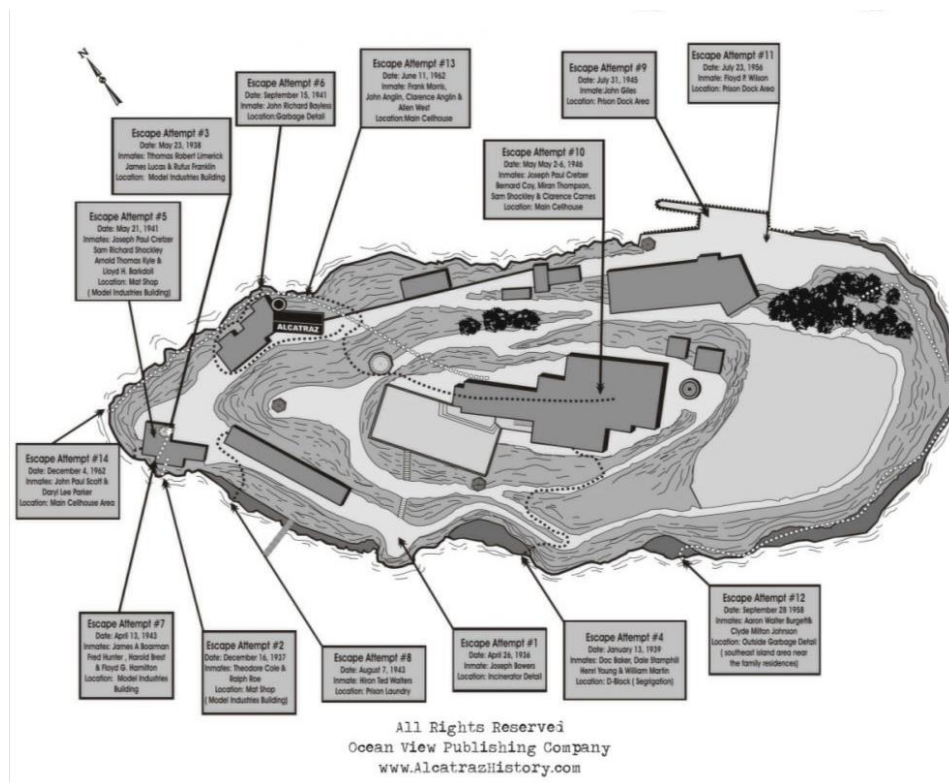 N
Escape Attempt #6
Date: September 15, 1941
Inmate: John Richard Bayless
Location:Garbage Detail
Escape Attempt #13
Date: June 11, 1962
Inmate: Frank Morris,
John Anglin, Clarence Anglin &
Allen West
Location:Main Cellhouse
Escape Attempt #9
Date: July 31, 1945
Inmate:John Giles
Location: Prison Dock Area
Escape Attempt #11
Date: July 23, 1956
Inmate: Floyd P. Wilson
Location: Prison Dock Area
Escape Attempt #3
Date: May 23, 1938
Inmates: Tthomas Robert Limerick
James Lucas & Rufus Franklin
Location: Model Industries Building
Escape Attempt #10
Date: May May 2-6, 1946
Inmates: Joseph Paul Cretzer
Bernard Coy, Miran Thompson,
Sam Shockley & Clarence Carnes
Location: Main Cellhouse
Escape Attempt #5
Date: May 21, 1941
Inmates: Joseph Paul Cretzer
Sam Richard Shockley
Arnold Thomas Kyle &
Lloyd H. Barkdoll
Location: Mat Shop
( Model Industries Building)
ALCATRAZ
Escape Attempt #14
Date: December 4, 1962
Inmates: John Paul Scott &
Daryl Lee Parker
Location: Main Cellhouse Area
Escape Attempt #7
Date: April 13, 1943
Inmates: James A Boarman
Fred Hunter , Harold Brest
& Floyd G. Hamilton
Location: Model Industries
Building
Escape Attempt #2
Date: December 16, 1937
Inmates: Theodore Cole &
Ralph Roe
Location: Mat Shop
( Model Industries Building)
Escape Attempt #8
Date: August 7, 1943
Inmate: Hiron Ted Walters
Location: Prison Laundry
Escape Attempt #1
Date: April 26, 1936
Inmate: Joseph Bowers
Location: Incinerator Detail
Escape Attempt #4
Date: January 13, 1939
Inmates: Doc Baker, Dale Stamphill
Henri Young & William Martin
Location: D-Block ( Segrigation)
Escape Attempt #12
Date: September 28 1958
Inmates: Aaron Walter Burgett&
Clyde Milton Johnson
Location: Outside Garbage Detail
( southeast island area near
the family residences)
All Rights Reserved
Ocean View Publishing Company
www.AlcatrazHistory.com